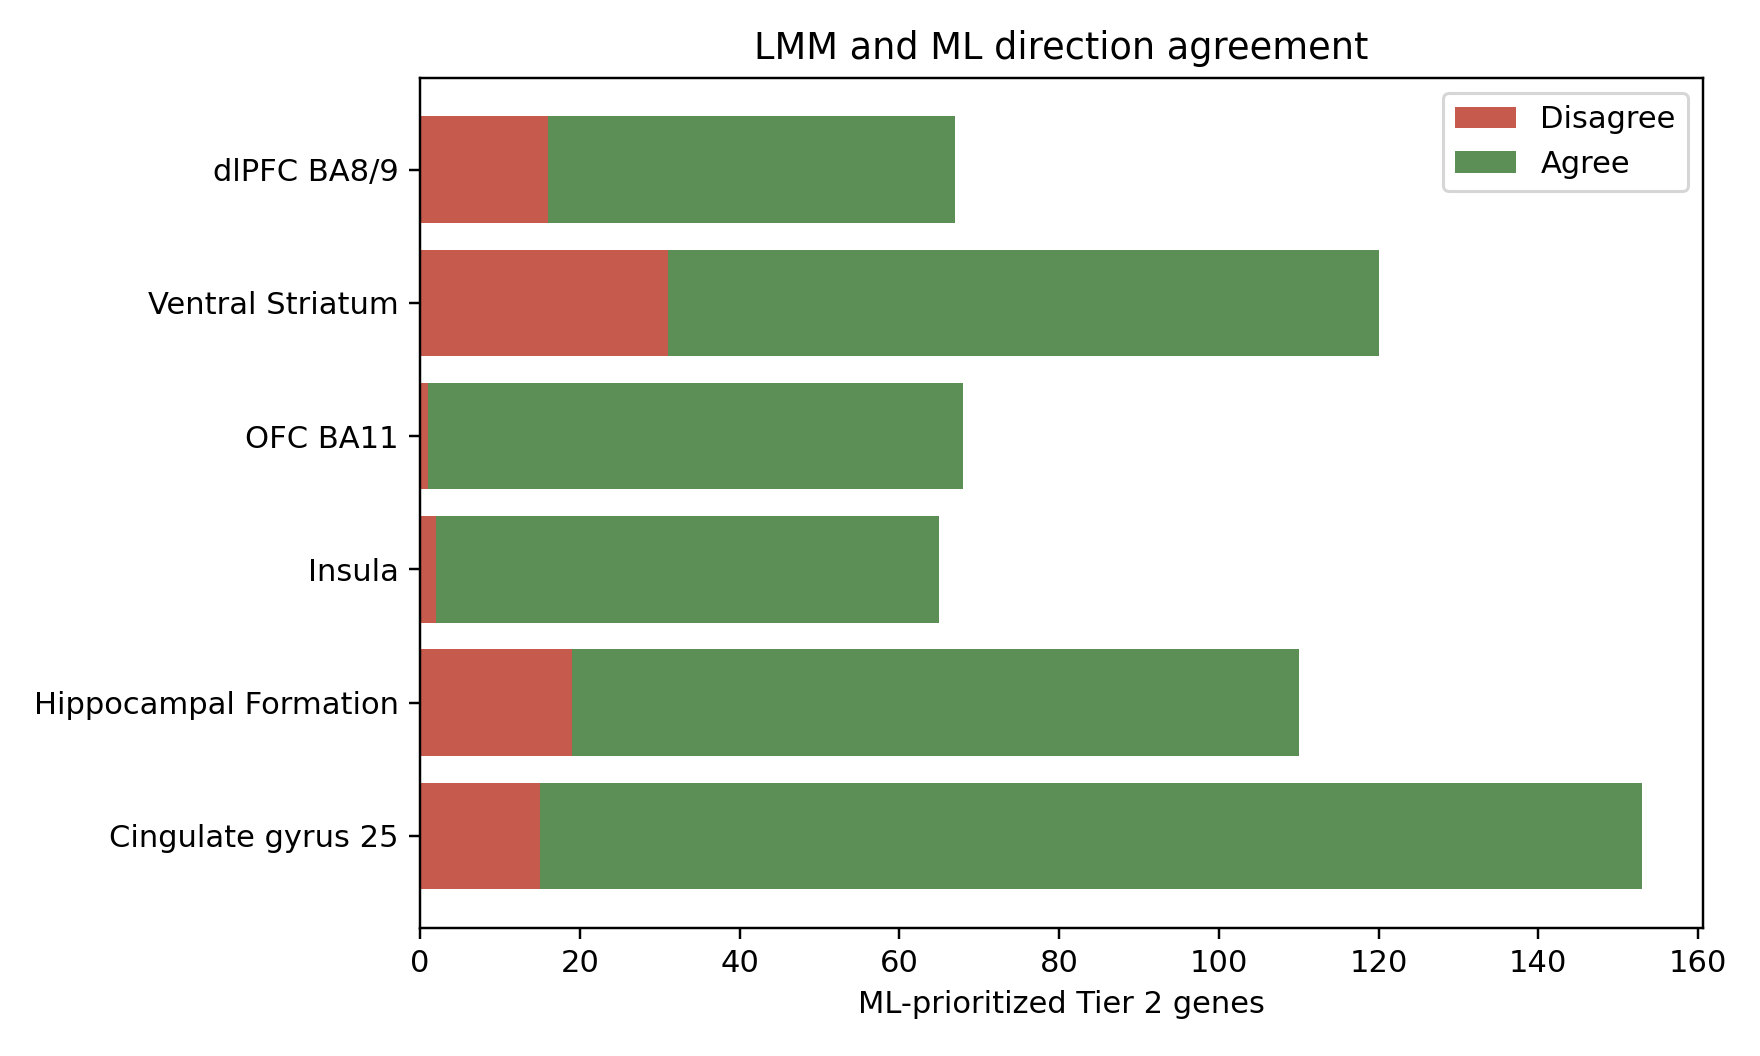 LMM and ML direction agreement
Disagree
Agree
dlPFC BA8/9
Ventral Striatum
OFC BA11
Insula
Hippocampal Formation
Cingulate gyrus 25
0 20 40 60 80 100 120 140 160
ML-prioritized Tier 2 genes